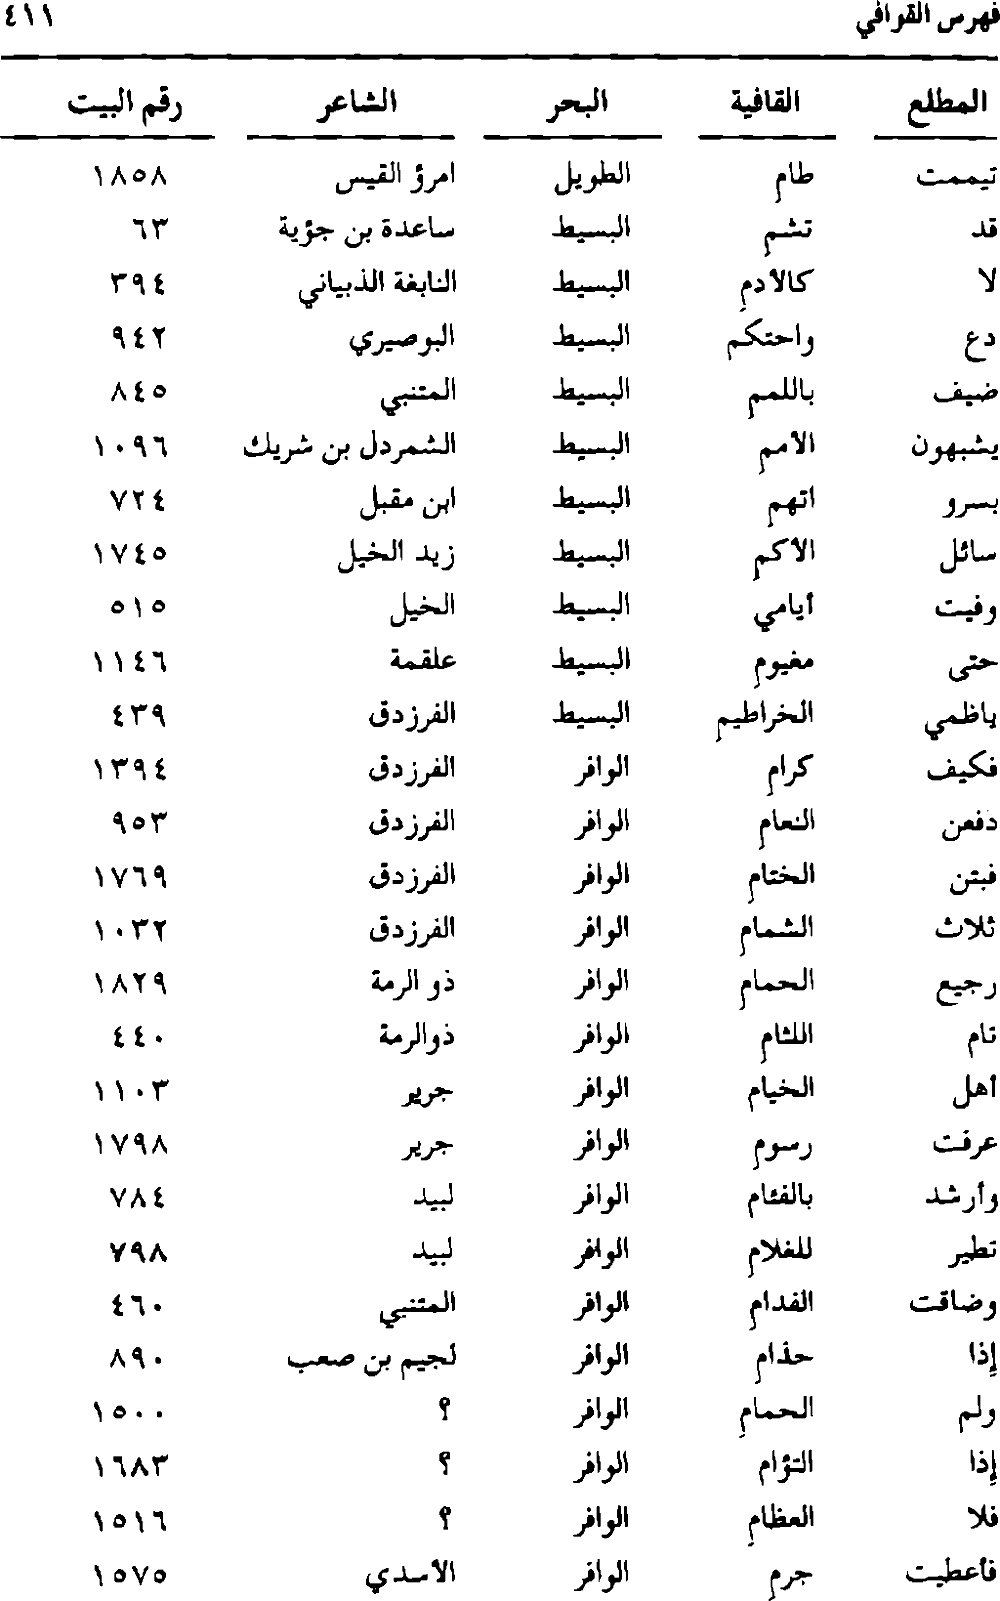 فهرس القوافي ٤١١
المطلع القافية البحر الشاعر رقم البيت
تيممت طامِ الطويل امرؤ القيس ١٨٥٨
قد تشمِ البسيط ساعدة بن جؤية ٦٣
لا كالأدمِ البسيط النابغة الذبياني ٣٩٤
دع واحتكم البسيط البوصيري ٩٤٢
ضيف باللمم البسيط المتنبي ٨٤٥
يشبهون الأممِ البسيط الشمردل بن شريك ١٠٩٦
بسرو اتهم البسيط ابن مقبل ٧٢٤
سائل الأكم البسيط زيد الخيل ١٧٤٥
وفيت أيامي البسيط الخيل ٥١٥
حتى مغيومِ البسيط علقمة ١١٤٦
ياظمي الخراطيمِ البسيط الفرزدق ٤٣٩
فكيف كرامِ الوافر الفرزدق ١٣٩٤
دفعن النعامِ الوافر الفرزدق ٩٥٣
فبتن الختامِ الوافر الفرزدق ١٧٦٩
ثلاث الشمامِ الوافر الفرزدق ١٠٣٢
رجيع الحمامِ الوافر ذو الرمة ١٨٢٩
تام اللثامِ الوافر ذوالرمة ٤٤٠
أهل الخيام الوافر جرير ١١٠٣
عرفت رسومِ الوافر جرير ١٧٩٨
وأرشد بالفئام الوافر لبيد ٧٨٤
تطير للغلامِ الوافر لبيد ٧٩٨
وضاقت الفدامِ الوافر المتنبي ٤٦٠
إذا حذامِ الوافر لجيم بن صعب ٨٩٠
ولم الحمامِ الوافر ؟ ١٥٠٠
إذا التؤام الوافر ؟ ١٦٨٣
فلا العظامِ الوافر ؟ ١٥١٦
فأعطيت جرمِ الوافر الأسدي ١٥٧٥